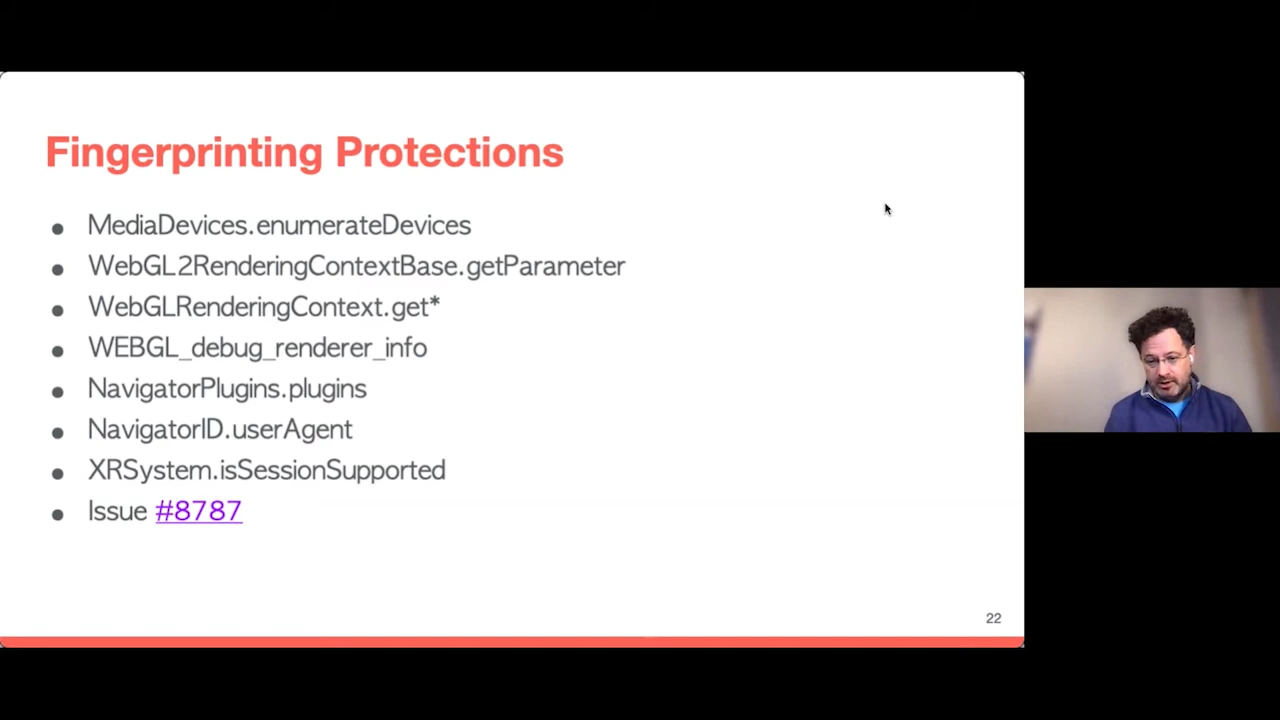 Fingerprinting Protections
● MediaDevices.enumerateDevices
● WebGL2RenderingContextBase.getParameter
● WebGLRenderingContext.get*
● WEBGL_debug_renderer_info
● NavigatorPlugins.plugins
● NavigatorID.userAgent
● XRSystem.isSessionSupported
● Issue #8787
22